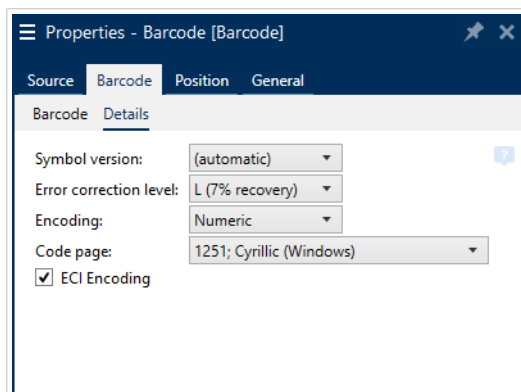 Properties - Barcode [Barcode]
Source Barcode Position General
Barcode Details
Symbol version: (automatic)
Error correction level: L (7% recovery)
Encoding: Numeric
Code page: 1251; Cyrillic (Windows)
ECI Encoding